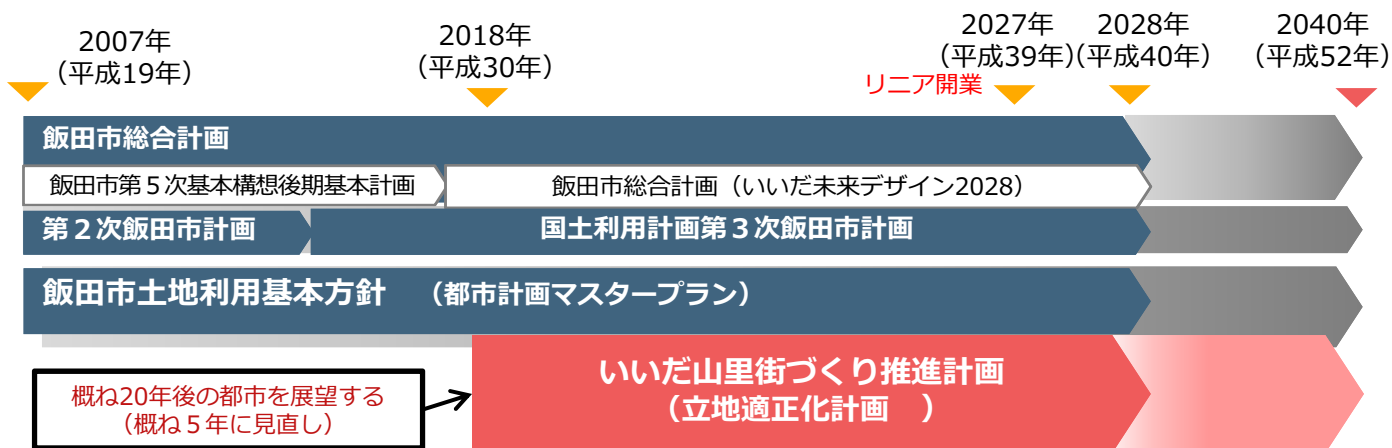 2007年
（平成19年）
2018年
（平成30年）
2027年
（平成39年）
2028年
（平成40年）
2040年
（平成52年）
リニア開業
飯田市総合計画
飯田市第５次基本構想後期基本計画
飯田市総合計画（いいだ未来デザイン2028）
第２次飯田市計画
国土利用計画第３次飯田市計画
飯田市土地利用基本方針　（都市計画マスタープラン）
いいだ山里街づくり推進計画
（立地適正化計画　）
概ね20年後の都市を展望する
（概ね５年に見直し）